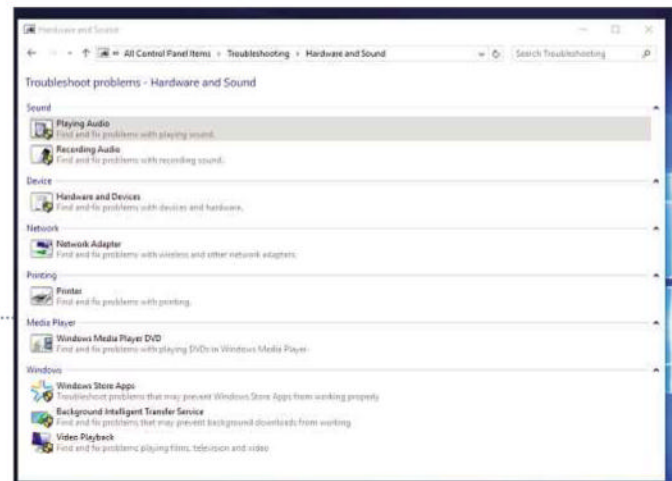 Hardware and Sound
All Control Panel Items › Troubleshooting › Hardware and Sound
Search Troubleshooting
Troubleshoot problems - Hardware and Sound
Sound
Playing Audio
Find and fix problems with playing sound.
Recording Audio
Find and fix problems with recording sound.
Device
Hardware and Devices
Find and fix problems with devices and hardware.
Network
Network Adapter
Find and fix problems with wireless and other network adapters.
Printing
Printer
Find and fix problems with printing.
Media Player
Windows Media Player DVD
Find and fix problems with playing DVDs in Windows Media Player
Windows
Windows Store Apps
Troubleshoot problems that may prevent Windows Store Apps from working properly
Background Intelligent Transfer Service
Find and fix problems that may prevent background downloads from working
Video Playback
Find and fix problems playing films, television and video